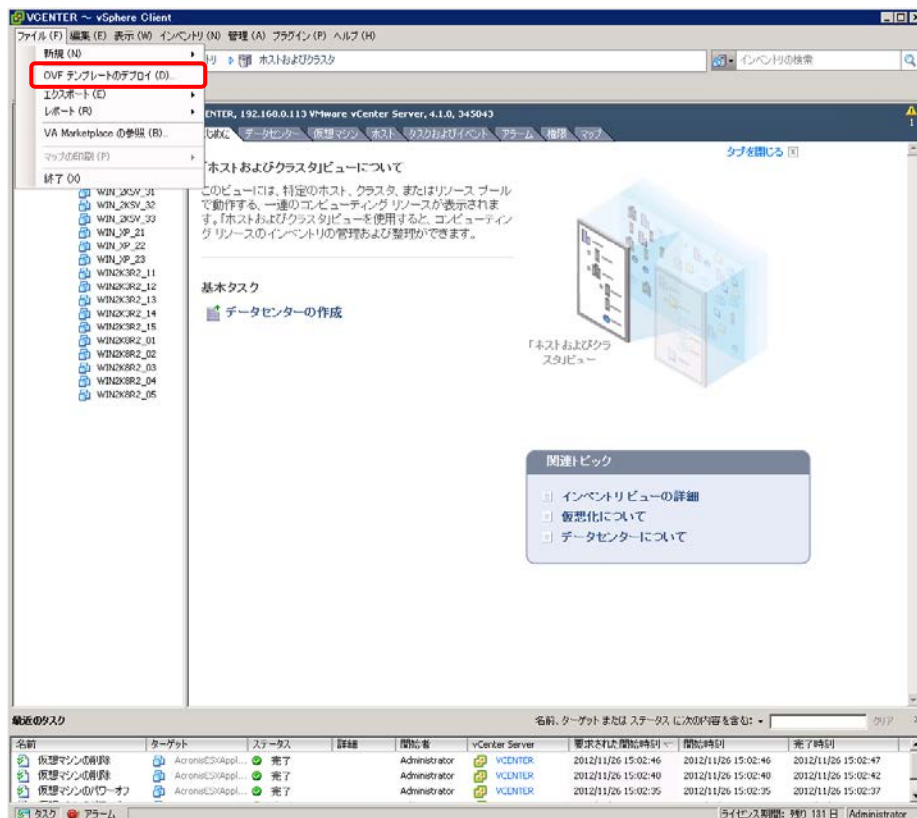 VCENTER ～ vSphere Client
ファイル (F) 編集 (E) 表示 (W) インベントリ (N) 管理 (A) プラグイン (P) ヘルプ (H)
新規 (N)
ホストおよびクラスタ
インベントリの検索
OVF テンプレートのデプロイ (D)...
エクスポート (E)
レポート (R)
VA Marketplace の参照 (B)...
マップの印刷 (P)
終了 (X)
CENTER, 192.168.0.113 VMware vCenter Server, 4.1.0, 345043
データセンター 仮想マシン ホスト タスクおよびイベント アラーム 権限 マップ
タブを閉じる
WIN_2KSV_31
WIN_2KSV_32
WIN_2KSV_33
WIN_XP_21
WIN_XP_22
WIN_XP_23
WIN2K3R2_11
WIN2K3R2_12
WIN2K3R2_13
WIN2K3R2_14
WIN2K3R2_15
WIN2K8R2_01
WIN2K8R2_02
WIN2K8R2_03
WIN2K8R2_04
WIN2K8R2_05
「ホストおよびクラスタ」ビューについて
このビューには、特定のホスト、クラスタ、またはリソース プール
で動作する、一連のコンピューティング リソースが表示されま
す。「ホストおよびクラスタ」ビューを使用すると、コンピューティン
グ リソースのインベントリの管理および整理ができます。
基本タスク
データセンターの作成
「ホストおよびクラ
スタ」ビュー
関連トピック
インベントリ ビューの詳細
仮想化について
データセンターについて
最近のタスク
名前、ターゲット または ステータス に次の内容を含む:
クリア
名前 ターゲット ステータス 詳細 開始者 vCenter Server 要求された開始時刻 開始時刻 完了時刻
仮想マシンの削除 AcronisESXAppl... 完了 Administrator VCENTER 2012/11/26 15:02:46 2012/11/26 15:02:46 2012/11/26 15:02:47
仮想マシンの削除 AcronisESXAppl... 完了 Administrator VCENTER 2012/11/26 15:02:40 2012/11/26 15:02:40 2012/11/26 15:02:42
仮想マシンのパワーオフ AcronisESXAppl... 完了 Administrator VCENTER 2012/11/26 15:02:35 2012/11/26 15:02:35 2012/11/26 15:02:37
タスク アラーム
ライセンス期間: 残り 131 日 Administrator